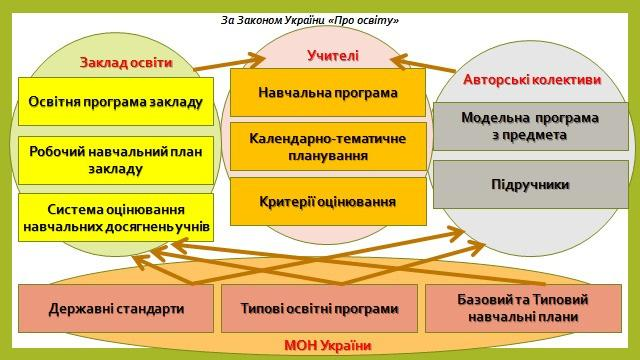 За Законом України «Про освіту»
Заклад освіти
Освітня програма закладу
Робочий навчальний план
закладу
Система оцінювання
навчальних досягнень учнів
Учителі
Навчальна програма
Календарно-тематичне
планування
Критерії оцінювання
Авторські колективи
Модельна програма
з предмета
Підручники
Державні стандарти
Типові освітні програми
Базовий та Типовий
навчальні плани
МОН України